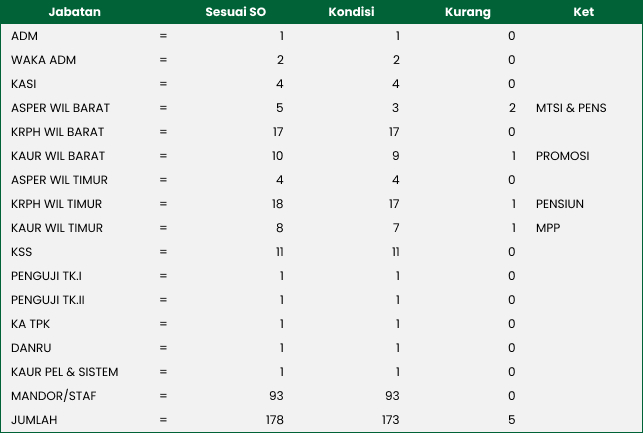 Jabatan Sesuai SO Kondisi Kurang Ket
ADM = 1 1 0
WAKA ADM = 2 2 0
KASI = 4 4 0
ASPER WIL BARAT = 5 3 2 MTSI & PENS
KRPH WIL BARAT = 17 17 0
KAUR WIL BARAT = 10 9 1 PROMOSI
ASPER WIL TIMUR = 4 4 0
KRPH WIL TIMUR = 18 17 1 PENSIUN
KAUR WIL TIMUR = 8 7 1 MPP
KSS = 11 11 0
PENGUJI TK.I = 1 1 0
PENGUJI TK.II = 1 1 0
KA TPK = 1 1 0
DANRU = 1 1 0
KAUR PEL & SISTEM = 1 1 0
MANDOR/STAF = 93 93 0
JUMLAH = 178 173 5